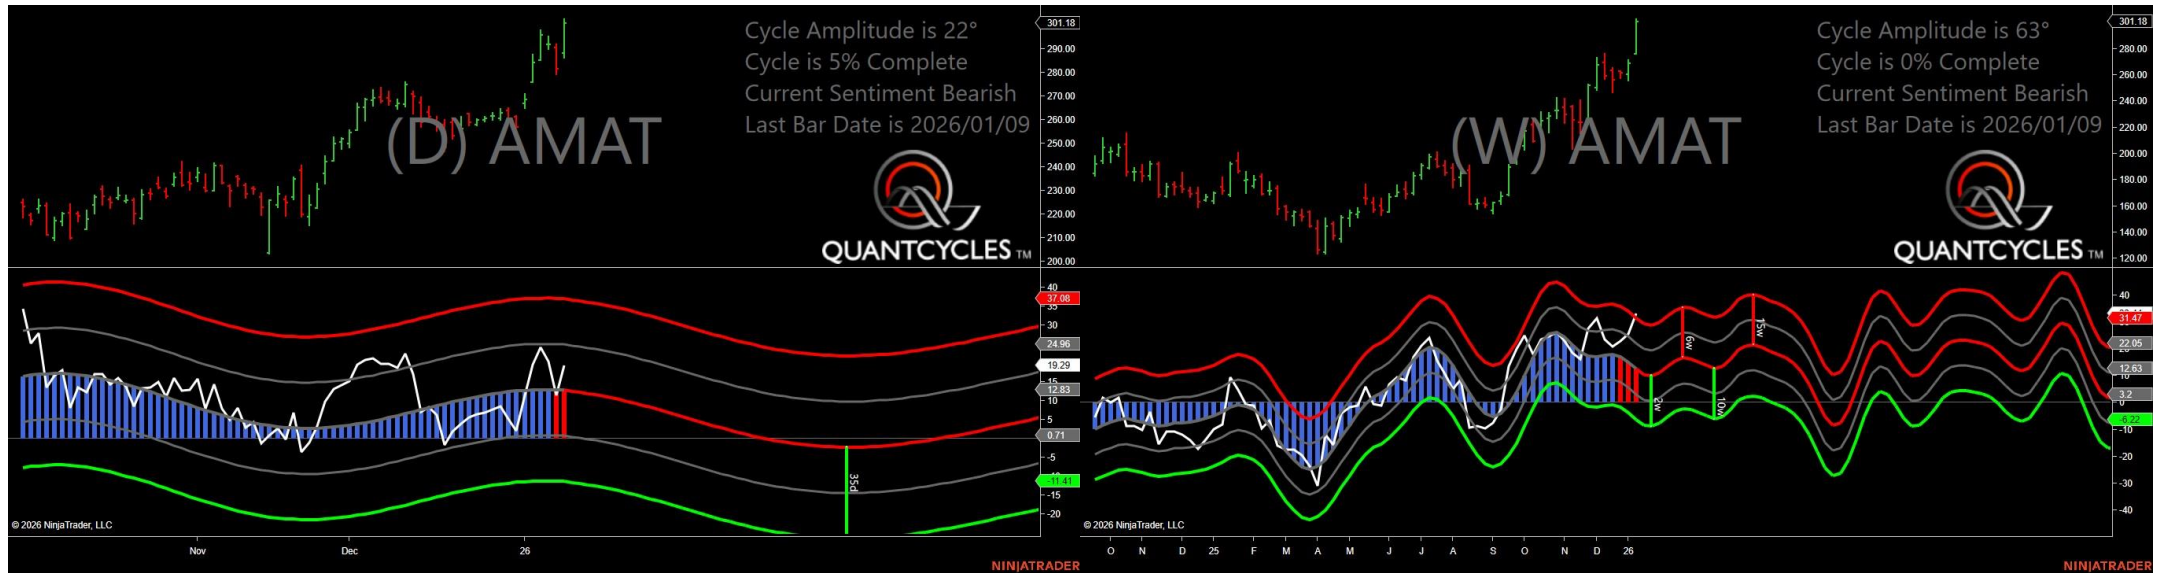 Cycle Amplitude is 22°
Cycle is 5% Complete
Current Sentiment Bearish
Last Bar Date is 2026/01/09
(D) AMAT
QUANTCYCLES TM
301.18
290.00
280.00
270.00
260.00
250.00
240.00
230.00
220.00
210.00
200.00
40
37.08
35
30
24.96
19.29
15
12.83
10
5
0.71
-5
-11.41
-15
-20
35d
© 2026 NinjaTrader, LLC
Nov
Dec
26
NINJATRADER
Cycle Amplitude is 63°
Cycle is 0% Complete
Current Sentiment Bearish
Last Bar Date is 2026/01/09
(W) AMAT
QUANTCYCLES TM
301.18
280.00
260.00
240.00
220.00
200.00
180.00
160.00
140.00
120.00
40
31.47
22.05
12.63
3.2
0
-6.22
-10
-20
-30
-40
2w
6w
10w
15w
© 2026 NinjaTrader, LLC
O N D 25 F M A M J J A S O N D 26
NINJATRADER